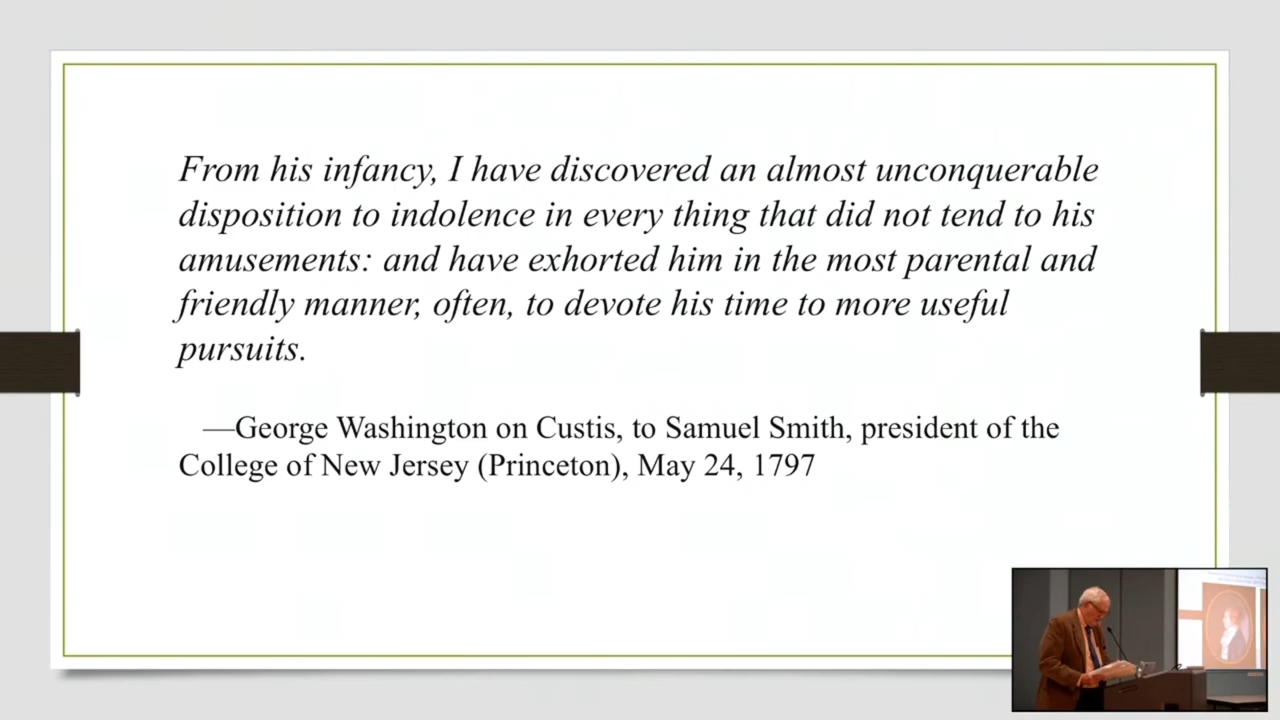 From his infancy, I have discovered an almost unconquerable
disposition to indolence in every thing that did not tend to his
amusements: and have exhorted him in the most parental and
friendly manner, often, to devote his time to more useful
pursuits.
—George Washington on Custis, to Samuel Smith, president of the
College of New Jersey (Princeton), May 24, 1797